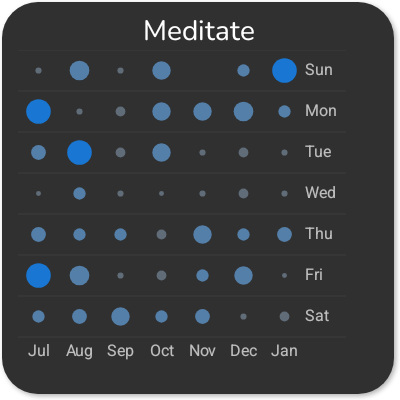 Meditate
Sun
Mon
Tue
Wed
Thu
Fri
Sat
Jul Aug Sep Oct Nov Dec Jan